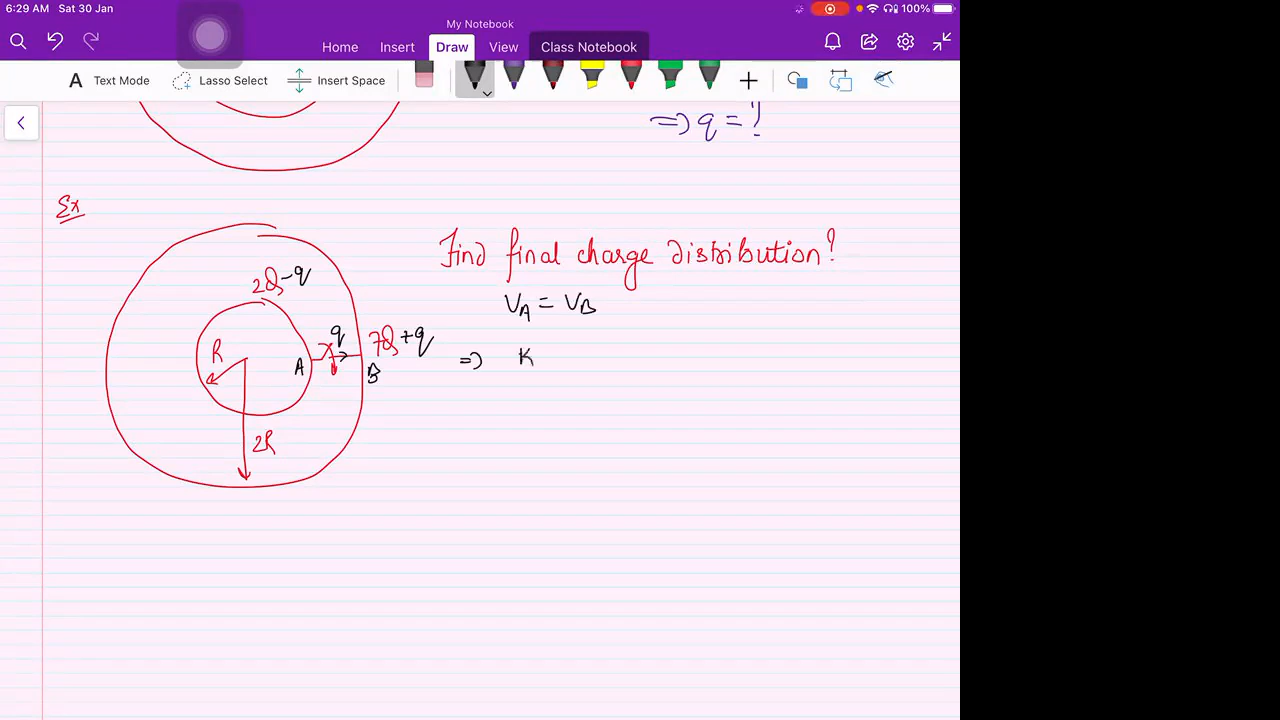 6:29 AM Sat 30 Jan
100%
My Notebook
Home Insert Draw View Class Notebook
A Text Mode Lasso Select Insert Space
⇒ q = ?
Ex
Find final charge distribution?
2Q - q
V_A = V_B
q
7Q + q
R
A
B
⇒ K
2R